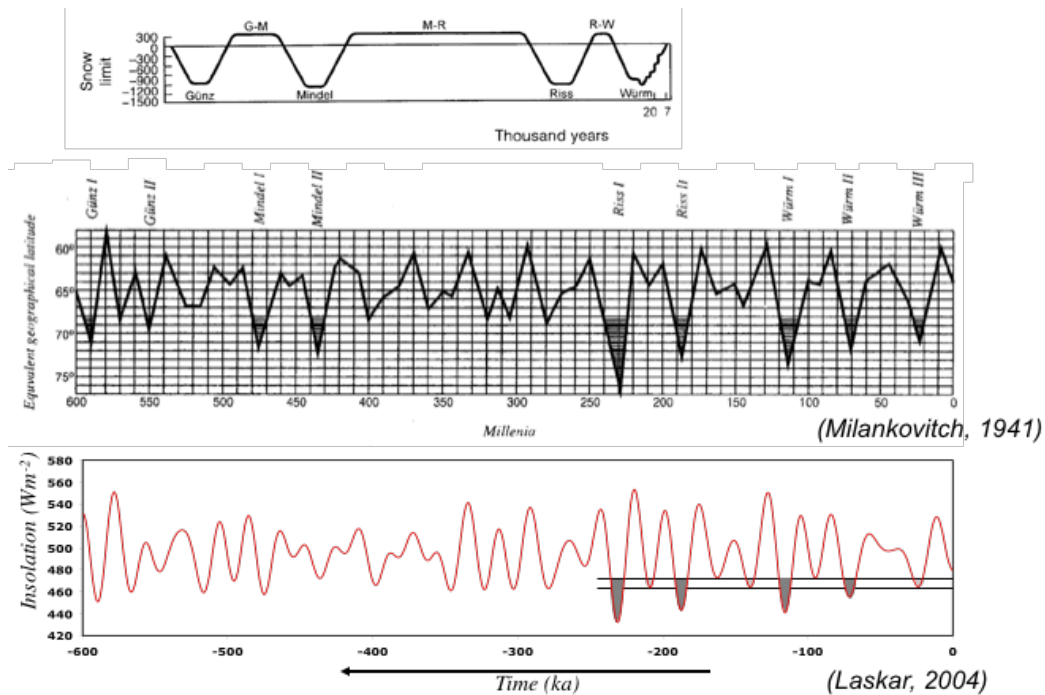 G-M M-R R-W
300
0
-300
-600
-900
-1200
-1500
Snow limit
Günz Mindel Riss Würm
20 7
Thousand years
Günz I Günz II Mindel I Mindel II Riss I Riss II Würm I Würm II Würm III
Equivalent geographical latitude
60°
65°
70°
75°
600 550 500 450 400 350 300 250 200 150 100 50 0
Millenia
(Milankovitch, 1941)
Insolation (Wm-2)
580
560
540
520
500
480
460
440
420
-600 -500 -400 -300 -200 -100 0
Time (ka)
(Laskar, 2004)